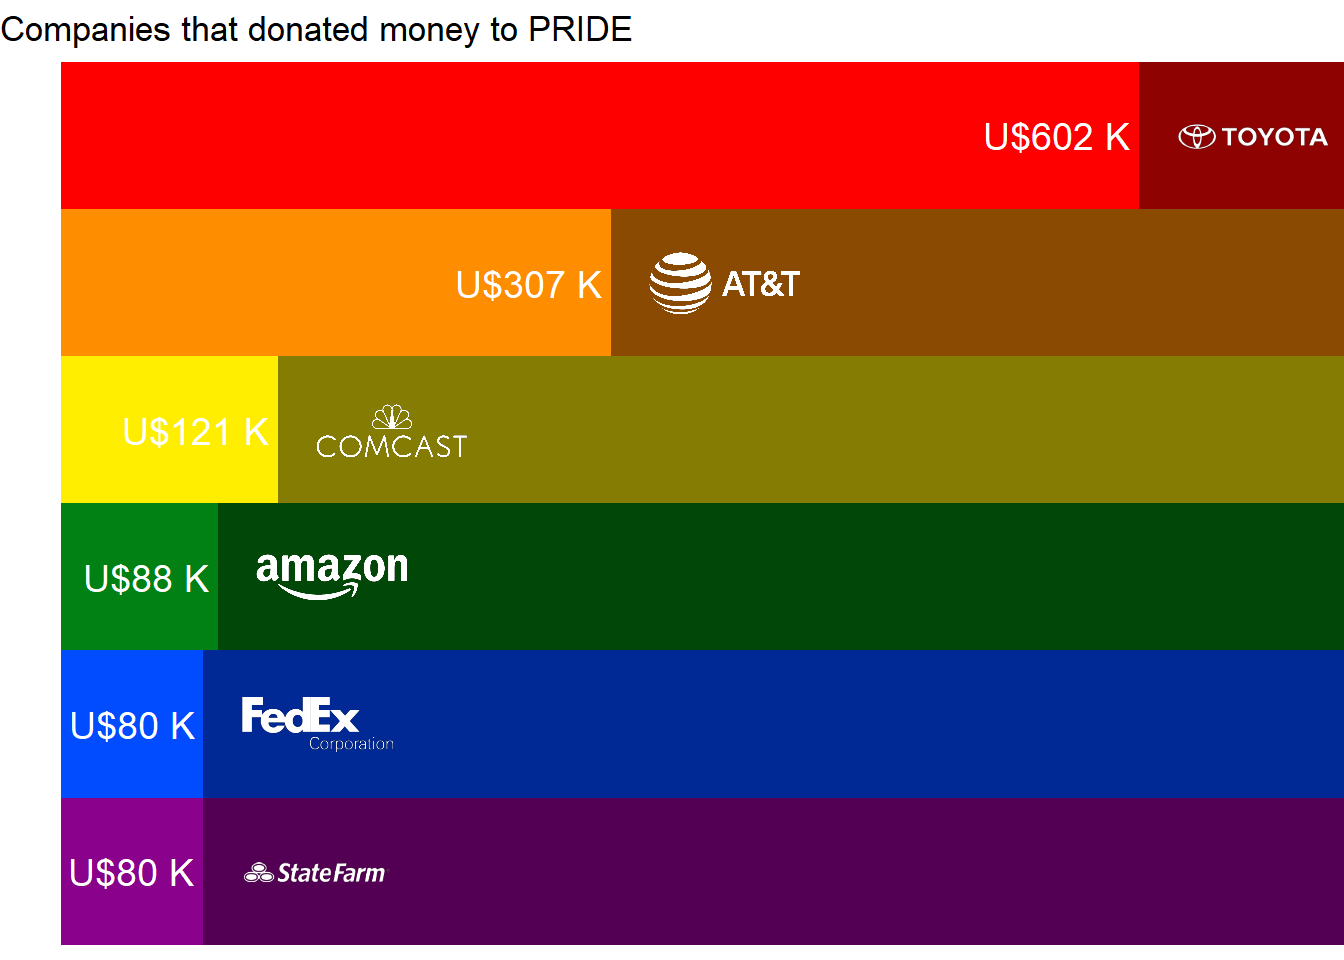 Companies that donated money to PRIDE
U$602 K TOYOTA
U$307 K AT&T
U$121 K COMCAST
U$88 K amazon
U$80 K FedEx
Corporation
U$80 K StateFarm